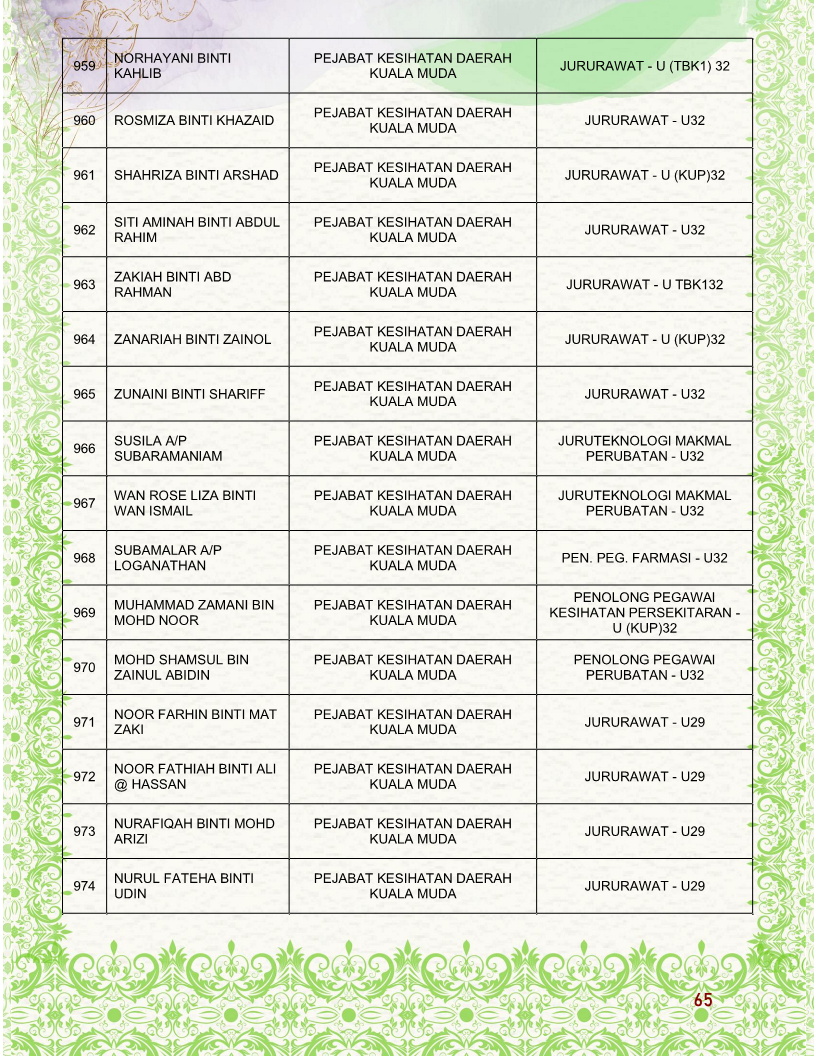 959
NORHAYANI BINTI
KAHLIB
PEJABAT KESIHATAN DAERAH
KUALA MUDA
JURURAWAT - U (TBK1) 32
960
ROSMIZA BINTI KHAZAID
PEJABAT KESIHATAN DAERAH
KUALA MUDA
JURURAWAT - U32
961
SHAHRIZA BINTI ARSHAD
PEJABAT KESIHATAN DAERAH
KUALA MUDA
JURURAWAT - U (KUP)32
962
SITI AMINAH BINTI ABDUL
RAHIM
PEJABAT KESIHATAN DAERAH
KUALA MUDA
JURURAWAT - U32
963
ZAKIAH BINTI ABD
RAHMAN
PEJABAT KESIHATAN DAERAH
KUALA MUDA
JURURAWAT - U TBK132
964
ZANARIAH BINTI ZAINOL
PEJABAT KESIHATAN DAERAH
KUALA MUDA
JURURAWAT - U (KUP)32
965
ZUNAINI BINTI SHARIFF
PEJABAT KESIHATAN DAERAH
KUALA MUDA
JURURAWAT - U32
966
SUSILA A/P
SUBARAMANIAM
PEJABAT KESIHATAN DAERAH
KUALA MUDA
JURUTEKNOLOGI MAKMAL
PERUBATAN - U32
967
WAN ROSE LIZA BINTI
WAN ISMAIL
PEJABAT KESIHATAN DAERAH
KUALA MUDA
JURUTEKNOLOGI MAKMAL
PERUBATAN - U32
968
SUBAMALAR A/P
LOGANATHAN
PEJABAT KESIHATAN DAERAH
KUALA MUDA
PEN. PEG. FARMASI - U32
969
MUHAMMAD ZAMANI BIN
MOHD NOOR
PEJABAT KESIHATAN DAERAH
KUALA MUDA
PENOLONG PEGAWAI
KESIHATAN PERSEKITARAN -
U (KUP)32
970
MOHD SHAMSUL BIN
ZAINUL ABIDIN
PEJABAT KESIHATAN DAERAH
KUALA MUDA
PENOLONG PEGAWAI
PERUBATAN - U32
971
NOOR FARHIN BINTI MAT
ZAKI
PEJABAT KESIHATAN DAERAH
KUALA MUDA
JURURAWAT - U29
972
NOOR FATHIAH BINTI ALI
@ HASSAN
PEJABAT KESIHATAN DAERAH
KUALA MUDA
JURURAWAT - U29
973
NURAFIQAH BINTI MOHD
ARIZI
PEJABAT KESIHATAN DAERAH
KUALA MUDA
JURURAWAT - U29
974
NURUL FATEHA BINTI
UDIN
PEJABAT KESIHATAN DAERAH
KUALA MUDA
JURURAWAT - U29
65